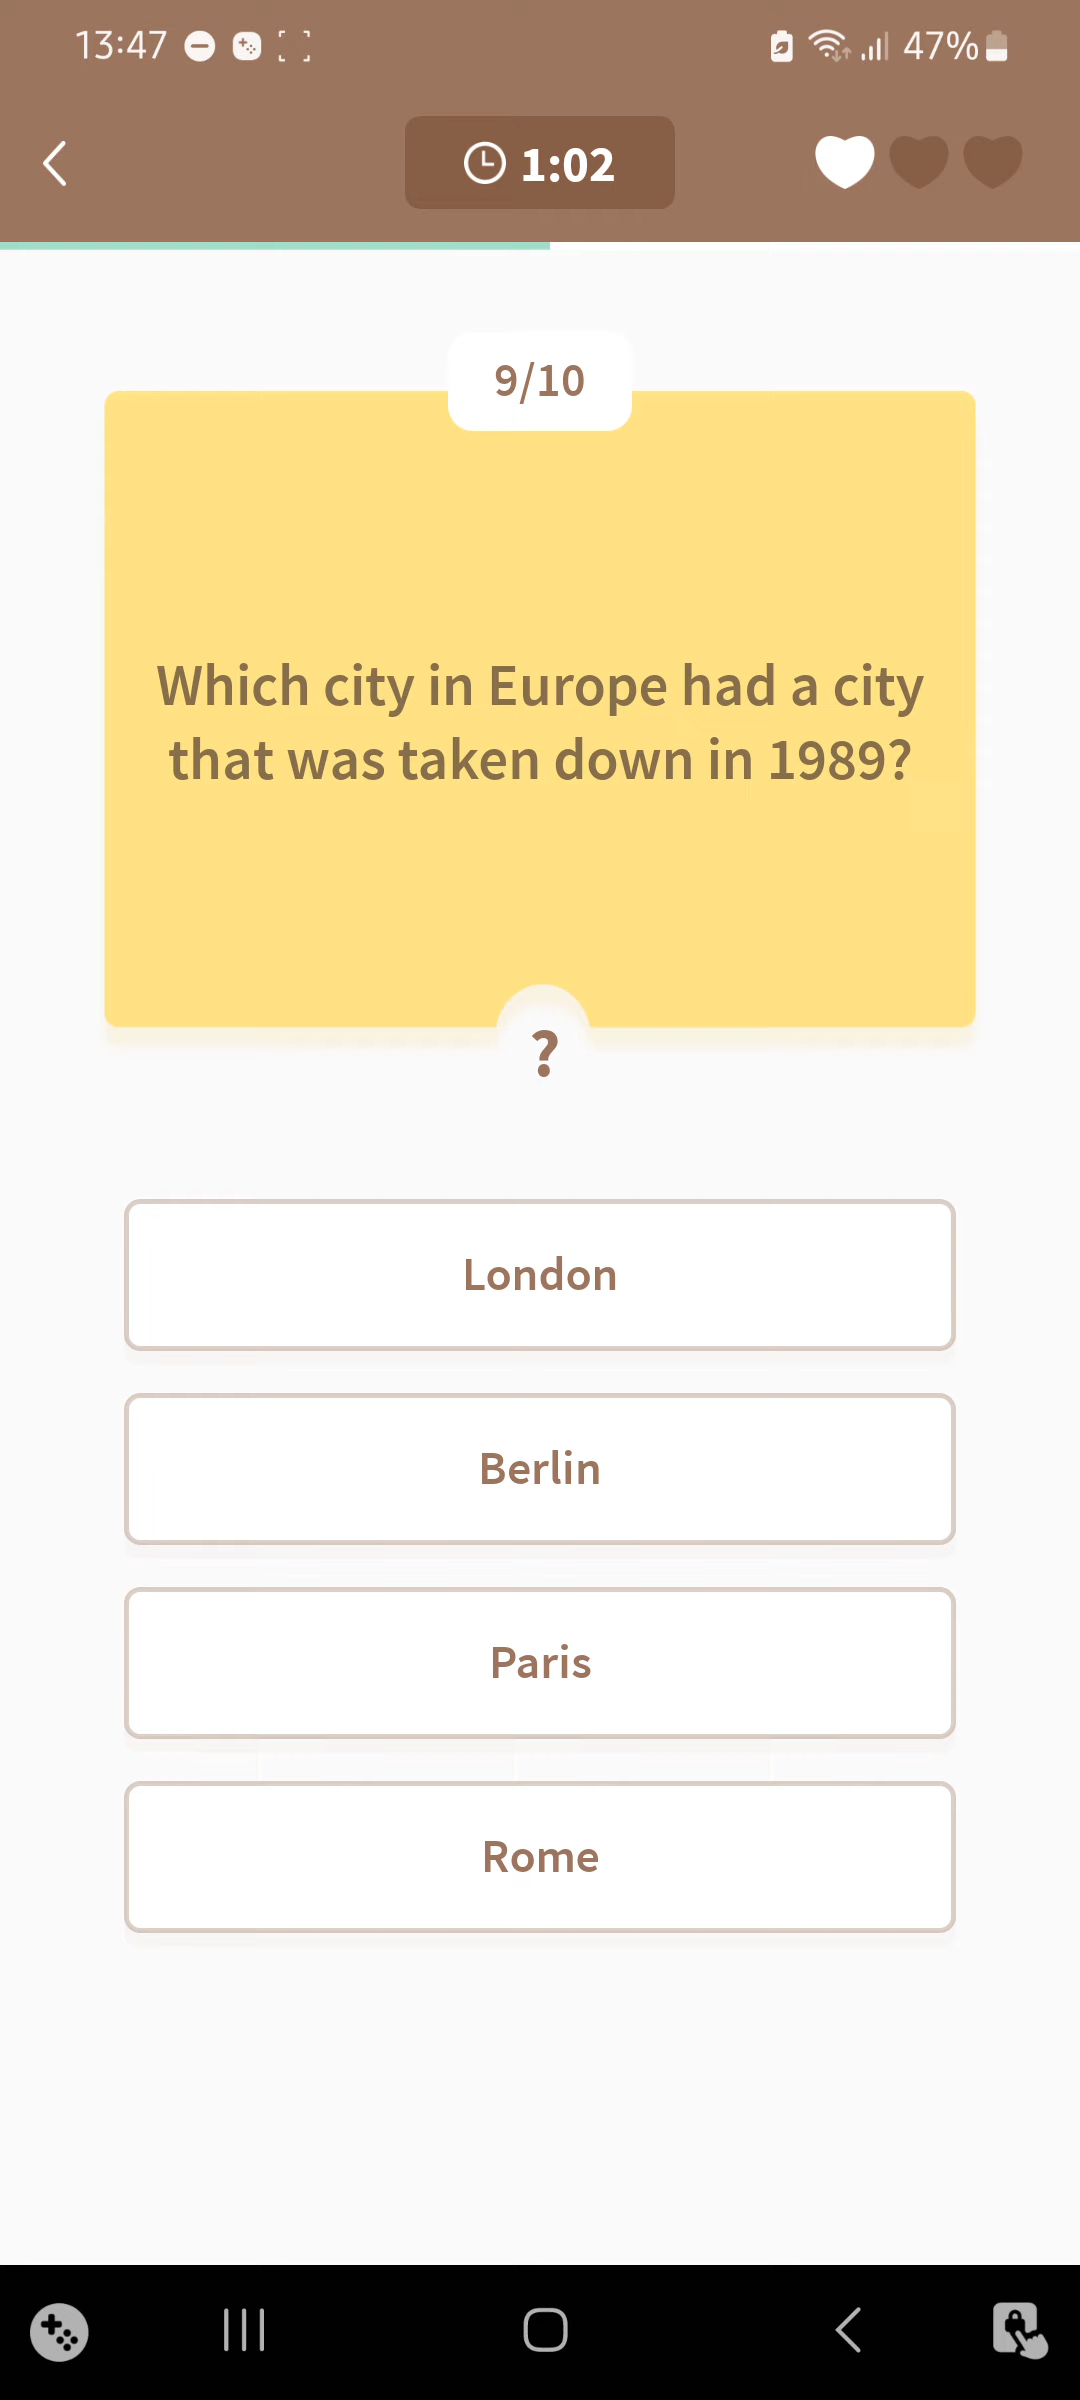 13:47
47%
1:02
9/10
Which city in Europe had a city
that was taken down in 1989?
?
London
Berlin
Paris
Rome